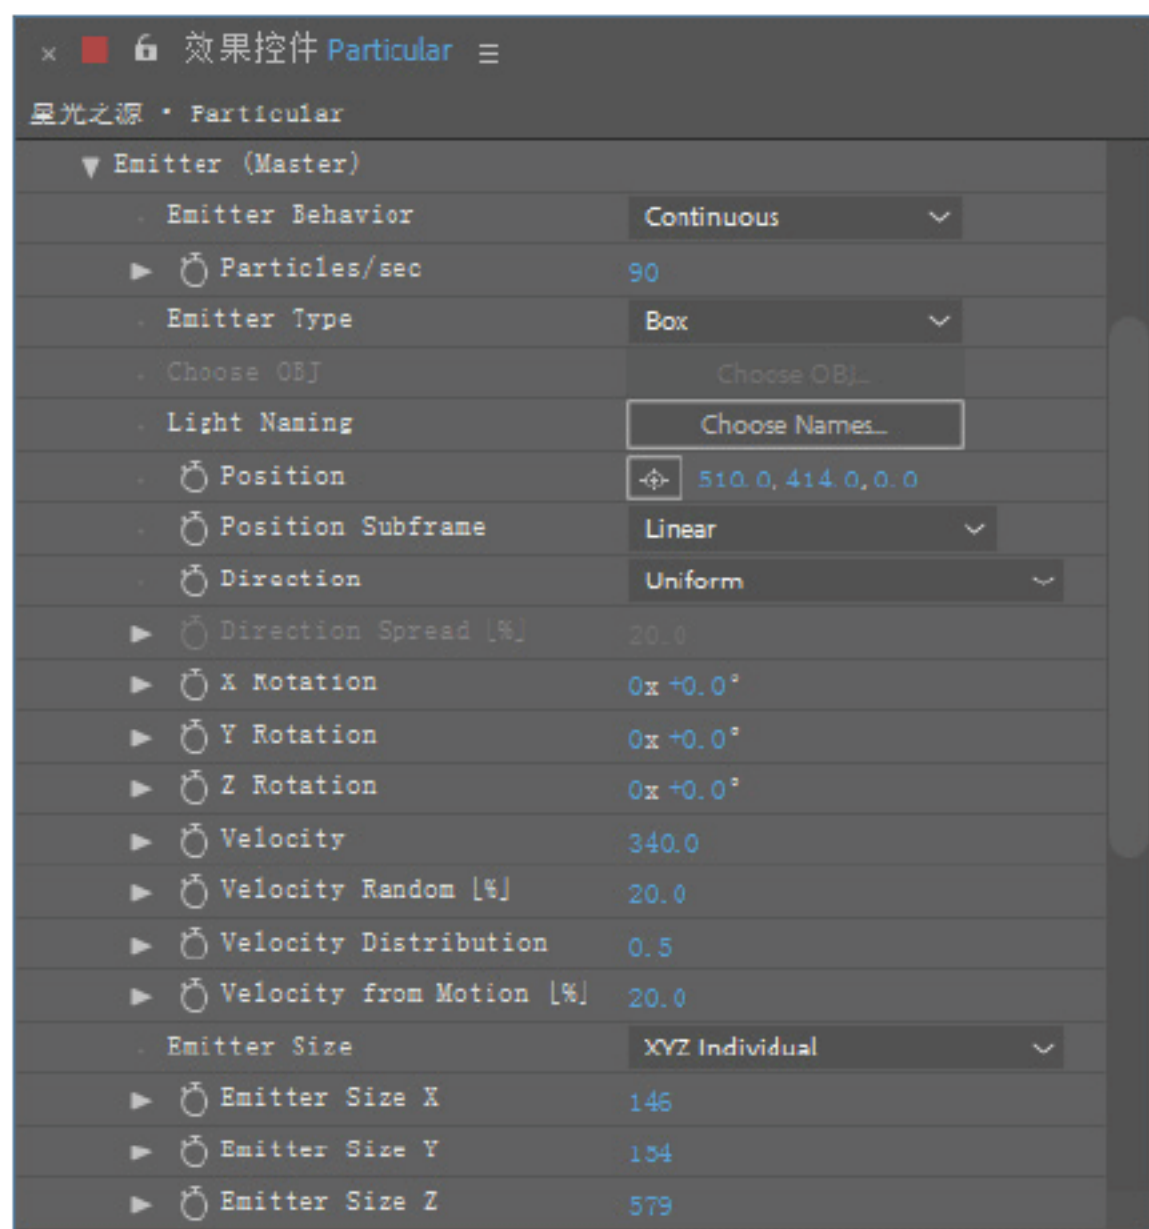 × 效果控件 Particular ≡
星光之源 • Particular
Emitter (Master)
Emitter Behavior Continuous
Particles/sec 90
Emitter Type Box
Choose OBJ Choose OBJ...
Light Naming Choose Names...
Position 510.0, 414.0, 0.0
Position Subframe Linear
Direction Uniform
Direction Spread [%] 20.0
X Rotation 0x +0.0°
Y Rotation 0x +0.0°
Z Rotation 0x +0.0°
Velocity 340.0
Velocity Random [%] 20.0
Velocity Distribution 0.5
Velocity from Motion [%] 20.0
Emitter Size XYZ Individual
Emitter Size X 146
Emitter Size Y 154
Emitter Size Z 579